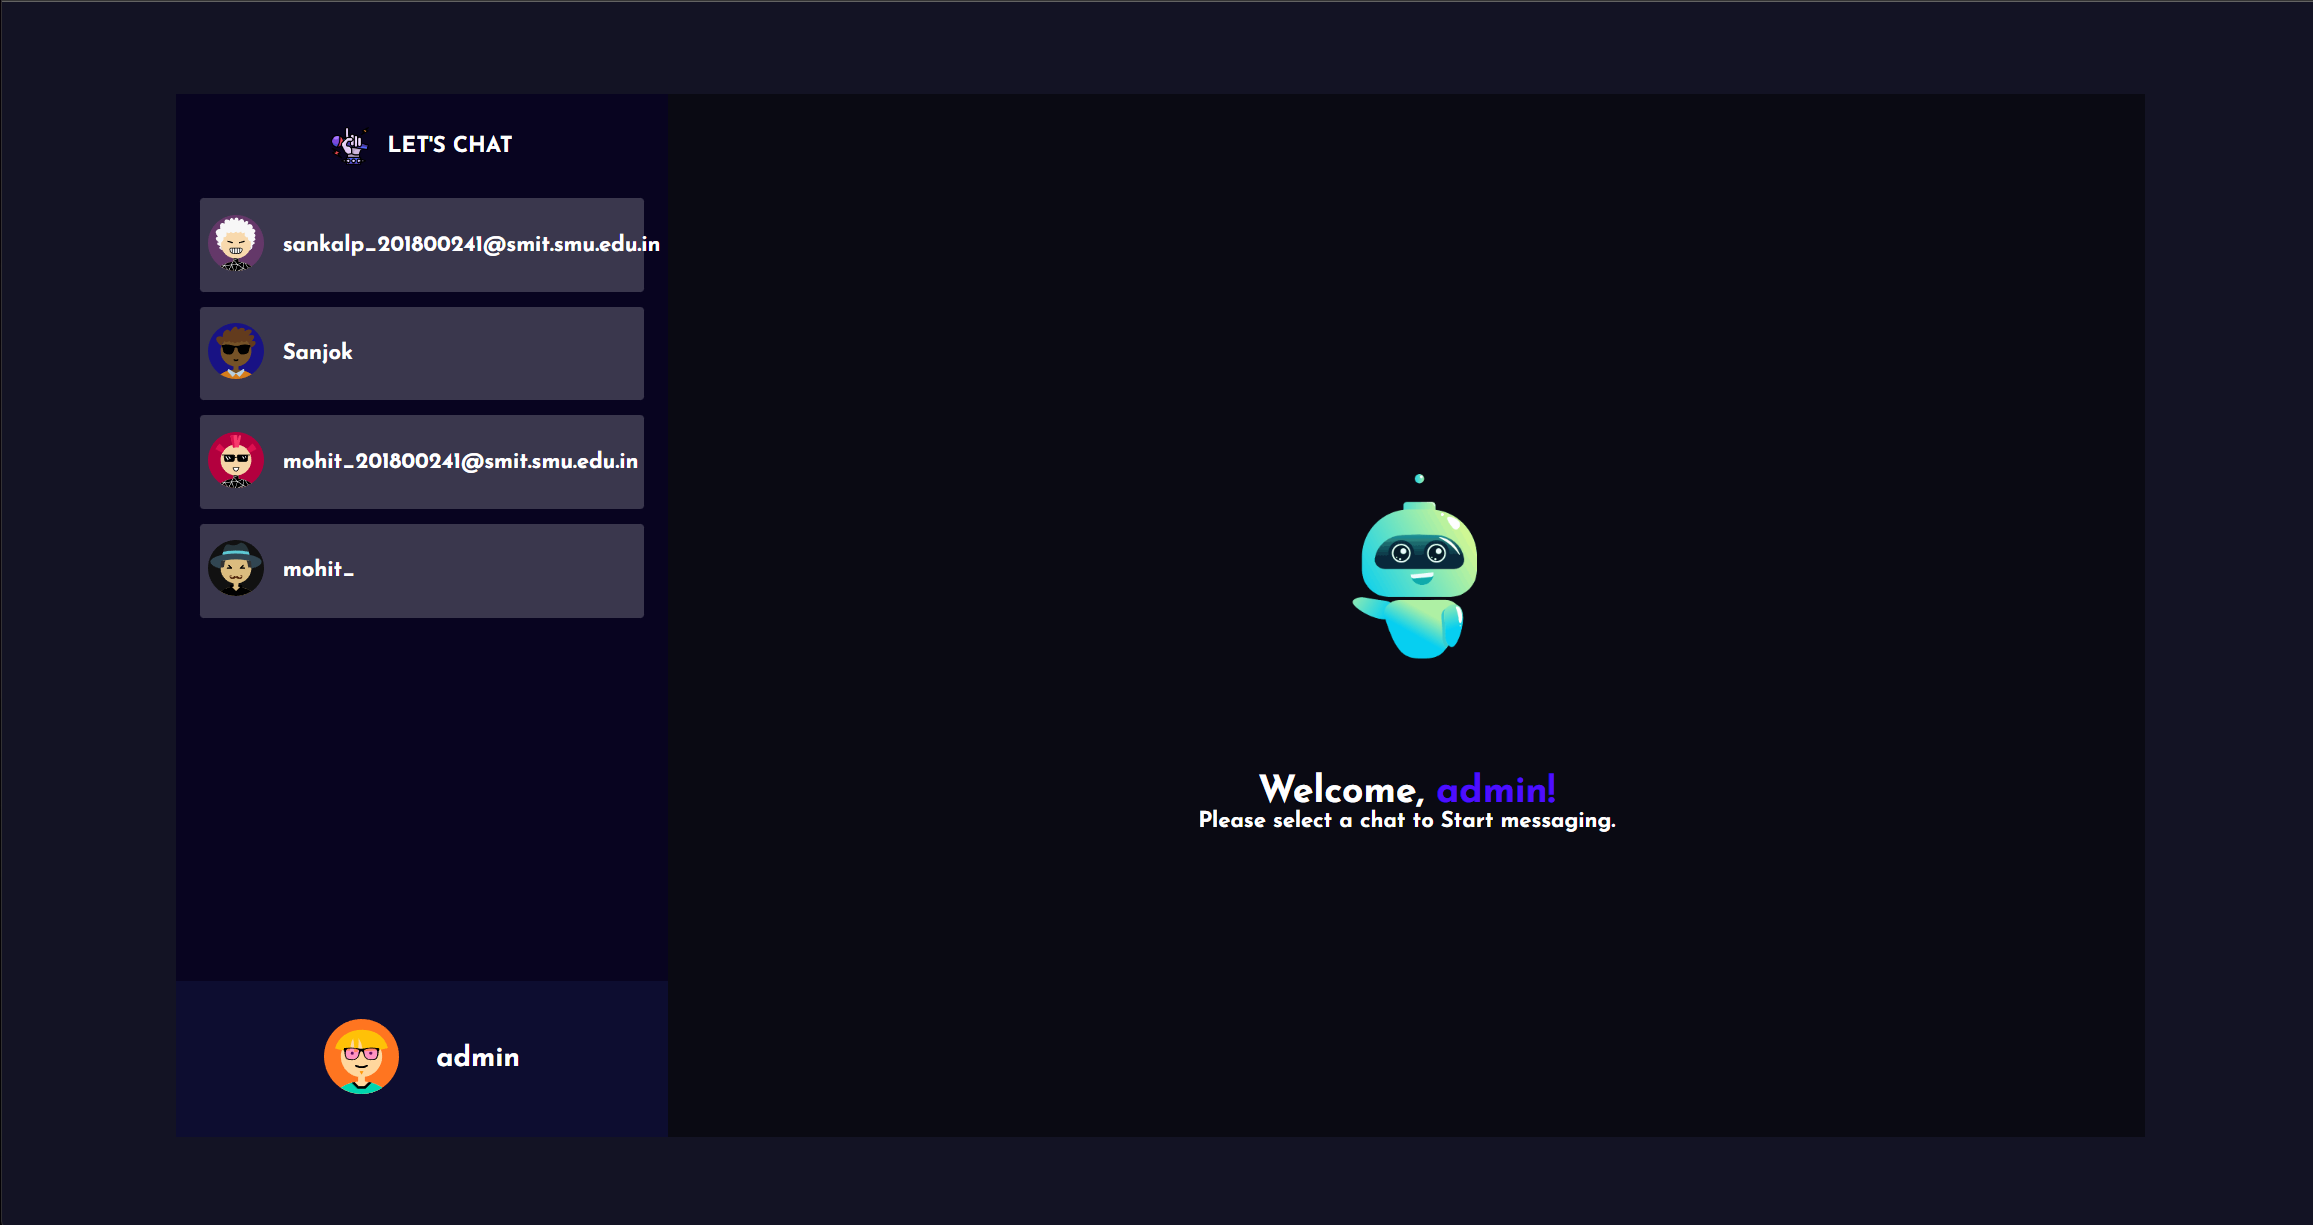 LET'S CHAT
sankalp_201800241@smit.smu.edu.in
Sanjok
mohit_201800241@smit.smu.edu.in
mohit_
admin
Welcome, admin!
Please select a chat to Start messaging.